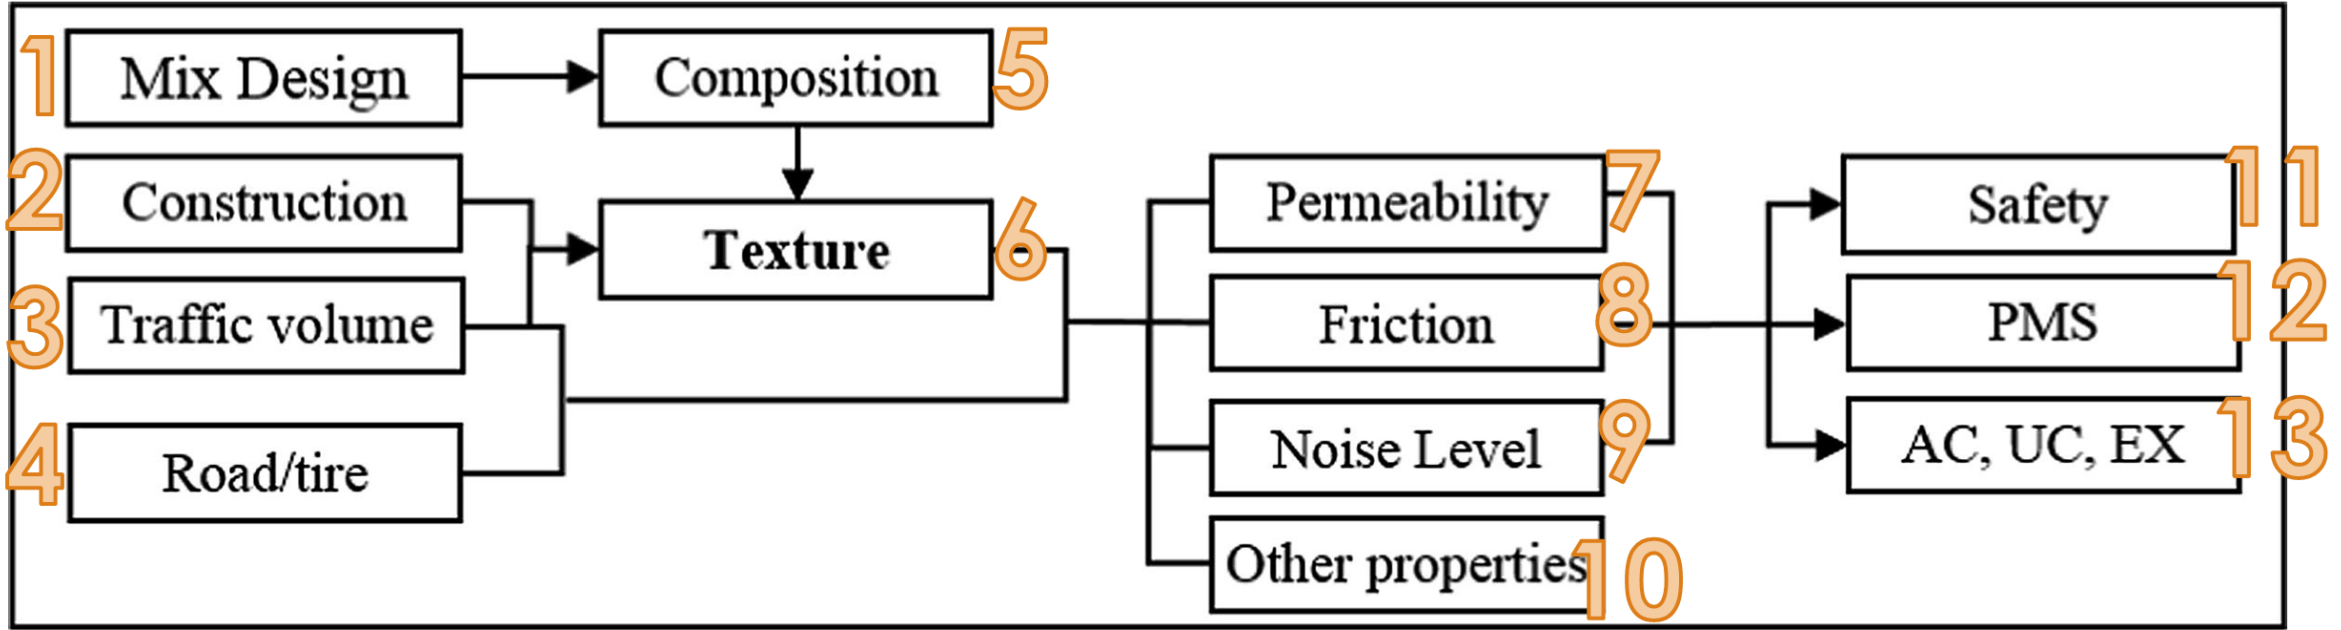 1 Mix Design
Composition 5
2 Construction
3 Traffic volume
4 Road/tire
Texture 6
Permeability 7
Friction 8
Noise Level 9
Other properties 10
Safety 11
PMS 12
AC, UC, EX 13